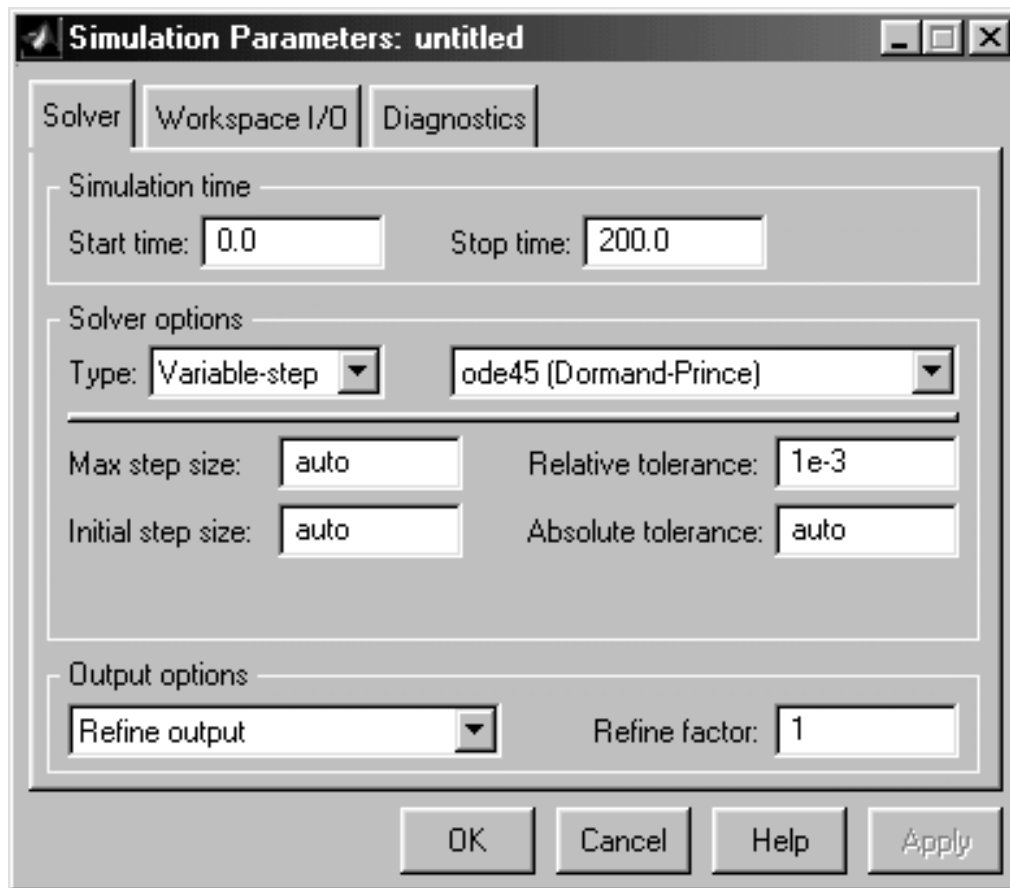 Simulation Parameters: untitled
Solver Workspace I/O Diagnostics
Simulation time
Start time: 0.0 Stop time: 200.0
Solver options
Type: Variable-step ode45 (Dormand-Prince)
Max step size: auto Relative tolerance: 1e-3
Initial step size: auto Absolute tolerance: auto
Output options
Refine output Refine factor: 1
OK Cancel Help Apply